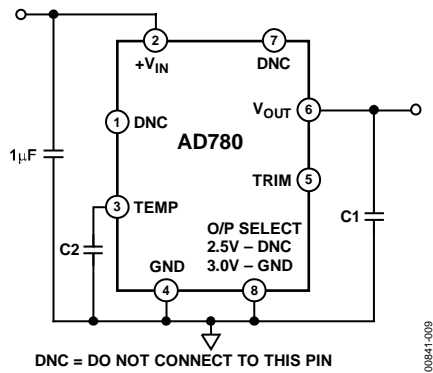 2
7
+VIN
DNC
1
DNC
VOUT
6
AD780
1μF
TRIM
5
3
TEMP
C1
O/P SELECT
2.5V – DNC
3.0V – GND
C2
GND
4
8
DNC = DO NOT CONNECT TO THIS PIN
00841-009